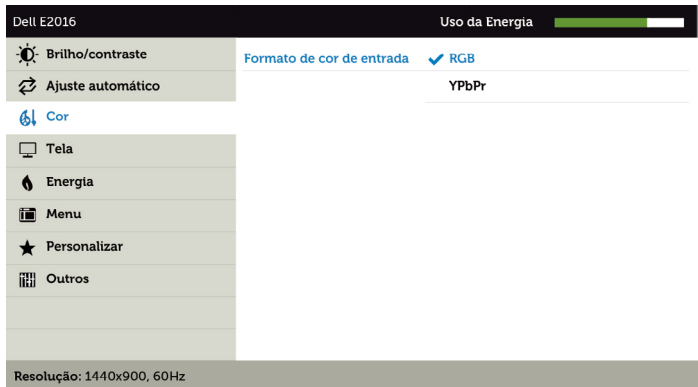 Dell E2016 Uso da Energia
Brilho/contraste Formato de cor de entrada RGB
Ajuste automático YPbPr
Cor
Tela
Energia
Menu
Personalizar
Outros
Resolução: 1440x900, 60Hz